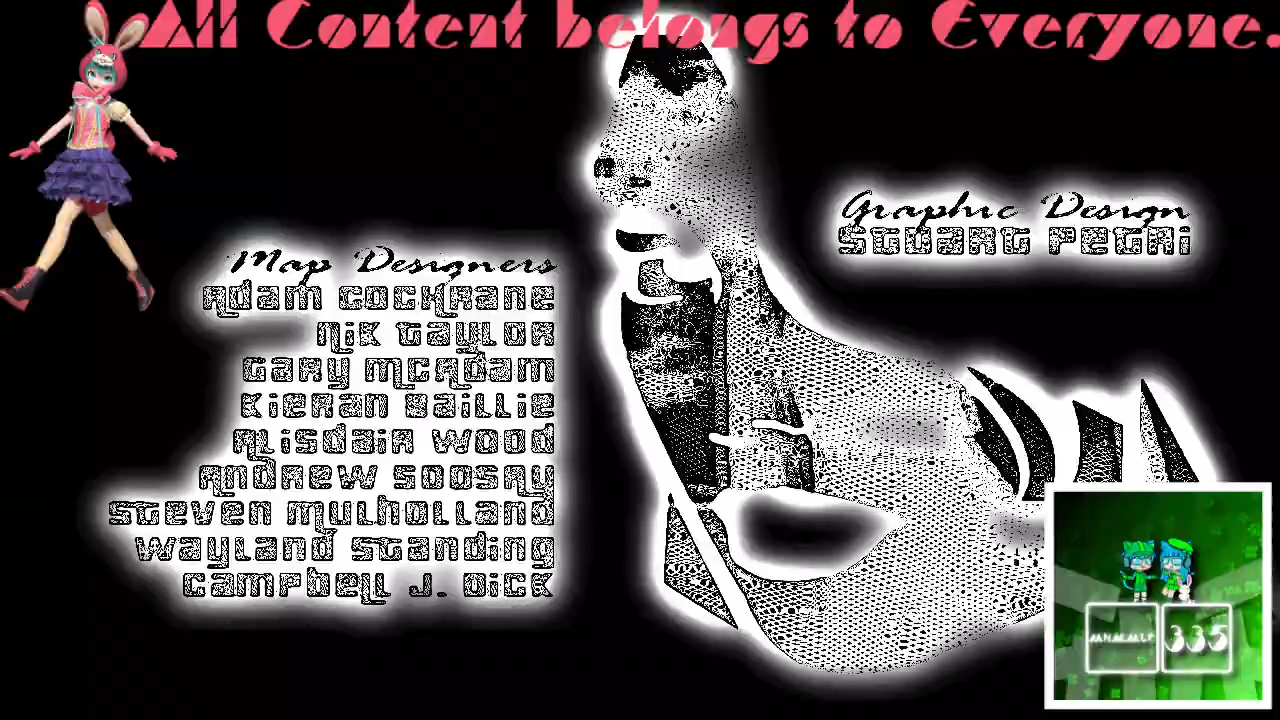 All Content belongs to Everyone.
Graphic Design
Stuart Petri
Map Designers
Adam Cochrane
Nik Taylor
Gary McAdam
Kieran Baillie
Alisdair Wood
Andrew Soosay
Steven Mulholland
Wayland Standing
Campbell J. Dick
335